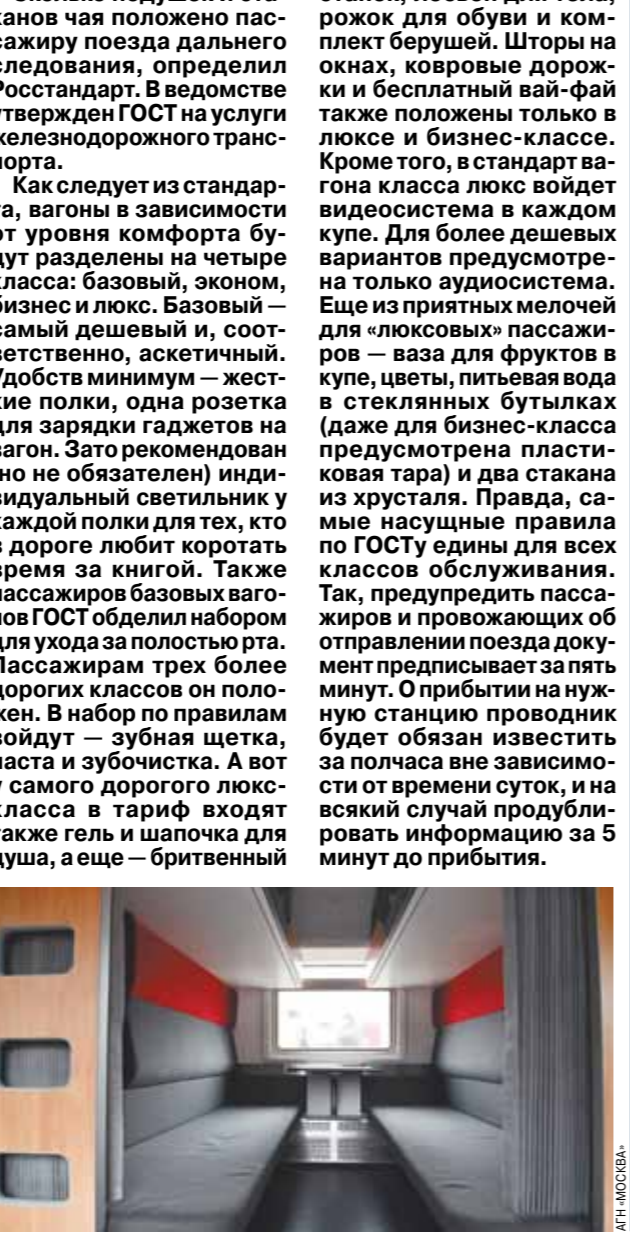 Сколько подушек и ста-
канов чая положено пас-
сажиру поезда дальнего
следования, определил
Росстандарт. В ведомстве
утвержден ГОСТ на услуги
железнодорожного транс-
порта.
Как следует из стандар-
та, вагоны в зависимости
от уровня комфорта бу-
дут разделены на четыре
класса: базовый, эконом,
бизнес и люкс. Базовый —
самый дешевый и, соот-
ветственно, аскетичный.
Удобств минимум — жест-
кие полки, одна розетка
для зарядки гаджетов на
вагон. Зато рекомендован
(но не обязателен) инди-
видуальный светильник у
каждой полки для тех, кто
в дороге любит коротать
время за книгой. Также
пассажиров базовых ваго-
нов ГОСТ обделил набором
для ухода за полостью рта.
Пассажирам трех более
дорогих классов он поло-
жен. В набор по правилам
войдут — зубная щетка,
паста и зубочистка. А вот
у самого дорогого люкс-
класса в тариф входят
также гель и шапочка для
душа, а еще — бритвенный
станок, лосьон для тела,
рожок для обуви и ком-
плект берушей. Шторы на
окнах, ковровые дорож-
ки и бесплатный вай-фай
также положены только в
люксе и бизнес-классе.
Кроме того, в стандарт ва-
гона класса люкс войдет
видеосистема в каждом
купе. Для более дешевых
вариантов предусмотре-
на только аудиосистема.
Еще из приятных мелочей
для «люксовых» пассажи-
ров — ваза для фруктов в
купе, цветы, питьевая вода
в стеклянных бутылках
(даже для бизнес-класса
предусмотрена пласти-
ковая тара) и два стакана
из хрусталя. Правда, са-
мые насущные правила
по ГОСТу едины для всех
классов обслуживания.
Так, предупредить пасса-
жиров и провожающих об
отправлении поезда доку-
мент предписывает за пять
минут. О прибытии на нуж-
ную станцию проводник
будет обязан известить
за полчаса вне зависимо-
сти от времени суток, и на
всякий случай продубли-
ровать информацию за 5
минут до прибытия.
АГН «МОСКВА»